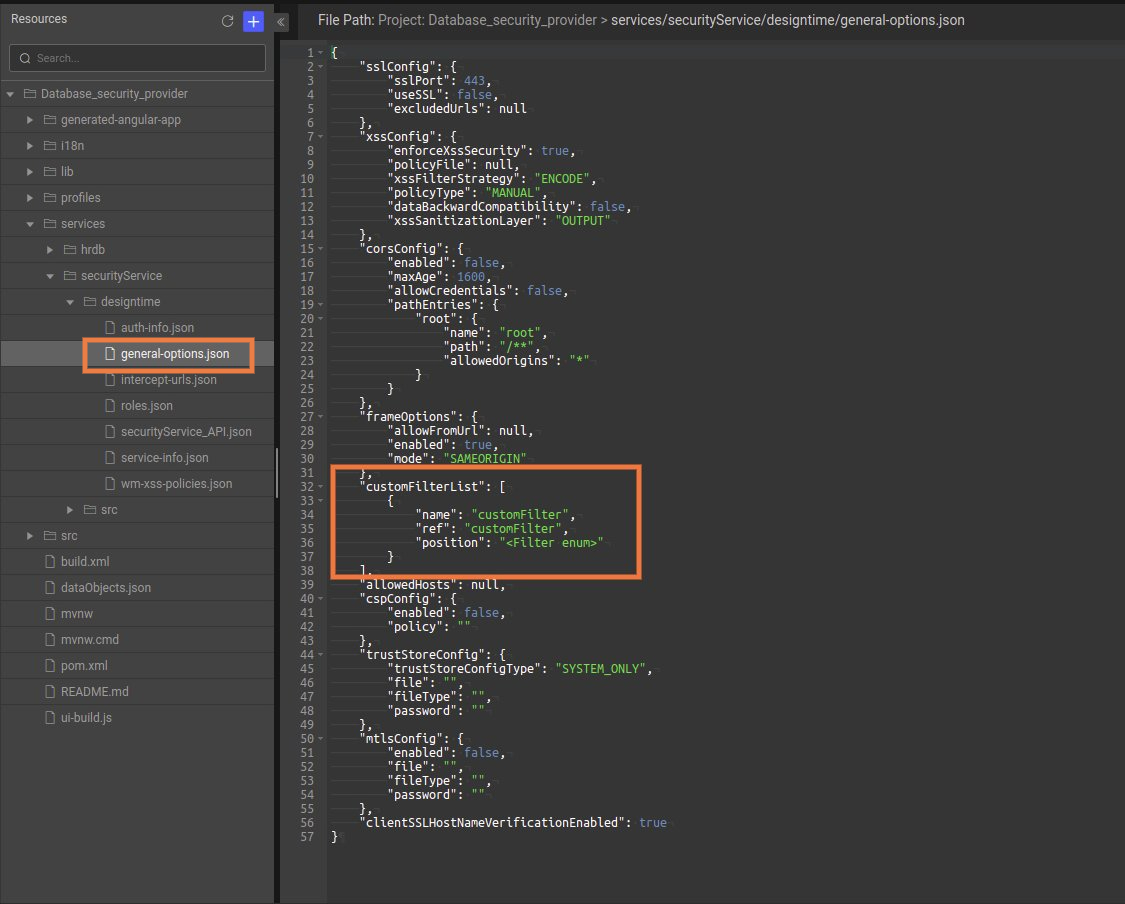 Resources
Search...
Database_security_provider
generated-angular-app
i18n
lib
profiles
services
hrdb
securityService
designtime
auth-info.json
general-options.json
intercept-urls.json
roles.json
securityService_API.json
service-info.json
wm-xss-policies.json
src
src
build.xml
dataObjects.json
mvnw
mvnw.cmd
pom.xml
README.md
ui-build.js
File Path: Project: Database_security_provider > services/securityService/designtime/general-options.json
1 {
2 "sslConfig": {
3 "sslPort": 443,
4 "useSSL": false,
5 "excludedUrls": null
6 },
7 "xssConfig": {
8 "enforceXssSecurity": true,
9 "policyFile": null,
10 "xssFilterStrategy": "ENCODE",
11 "policyType": "MANUAL",
12 "dataBackwardCompatibility": false,
13 "xssSanitizationLayer": "OUTPUT"
14 },
15 "corsConfig": {
16 "enabled": false,
17 "maxAge": 1600,
18 "allowCredentials": false,
19 "pathEntries": {
20 "root": {
21 "name": "root",
22 "path": "/**",
23 "allowedOrigins": "*"
24 }
25 }
26 },
27 "frameOptions": {
28 "allowFromUrl": null,
29 "enabled": true,
30 "mode": "SAMEORIGIN"
31 },
32 "customFilterList": [
33 {
34 "name": "customFilter",
35 "ref": "customFilter",
36 "position": "<Filter enum>"
37 }
38 ],
39 "allowedHosts": null,
40 "cspConfig": {
41 "enabled": false,
42 "policy": ""
43 },
44 "trustStoreConfig": {
45 "trustStoreConfigType": "SYSTEM_ONLY",
46 "file": "",
47 "fileType": "",
48 "password": ""
49 },
50 "mtlsConfig": {
51 "enabled": false,
52 "file": "",
53 "fileType": "",
54 "password": ""
55 },
56 "clientSSLHostNameVerificationEnabled": true
57 }